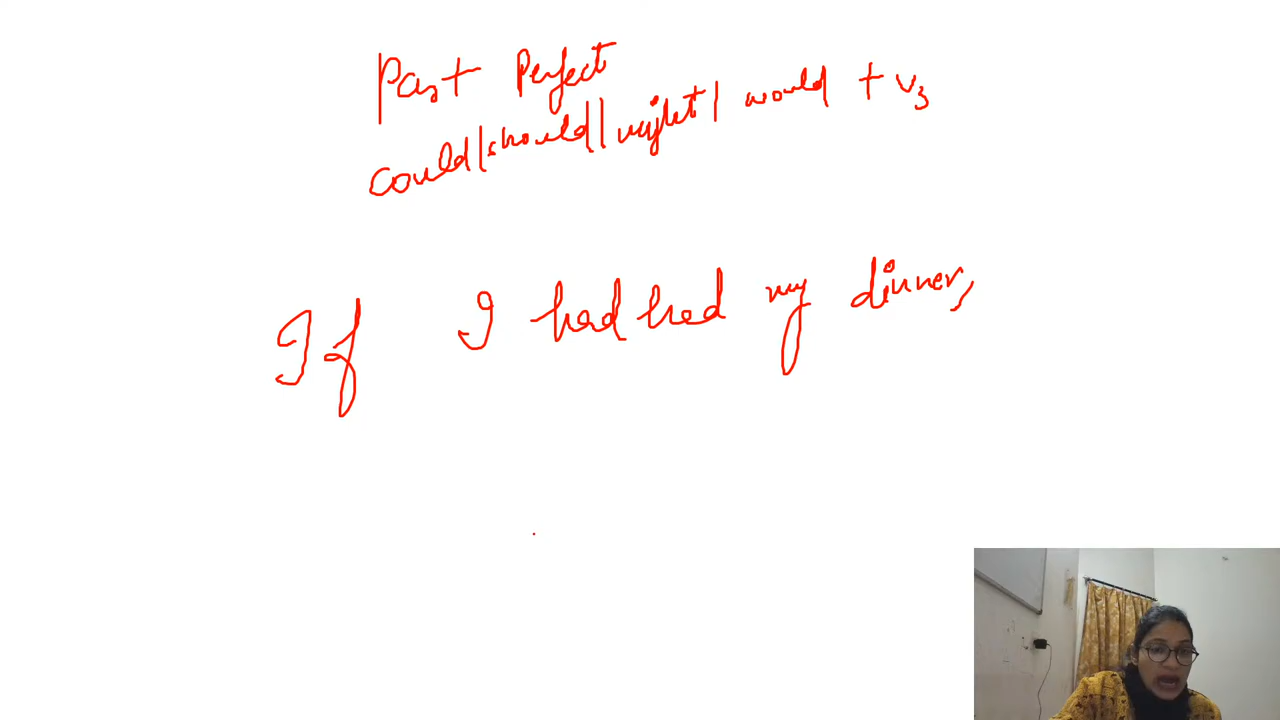 Past Perfect
could/should/might/would + v3
If I had had my dinner,